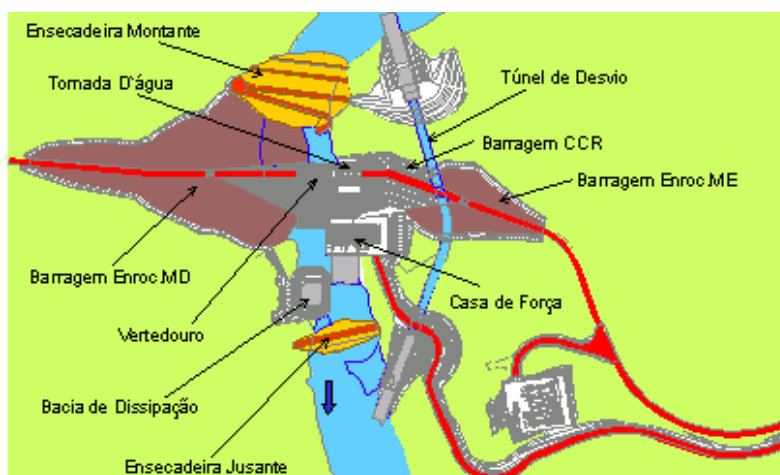 Ensecadeira Montante
Tomada D'água
Túnel de Desvio
Barragem CCR
Barragem Enroc.ME
Barragem Enroc.MD
Casa de Força
Vertedouro
Bacia de Dissipação
Ensecadeira Jusante